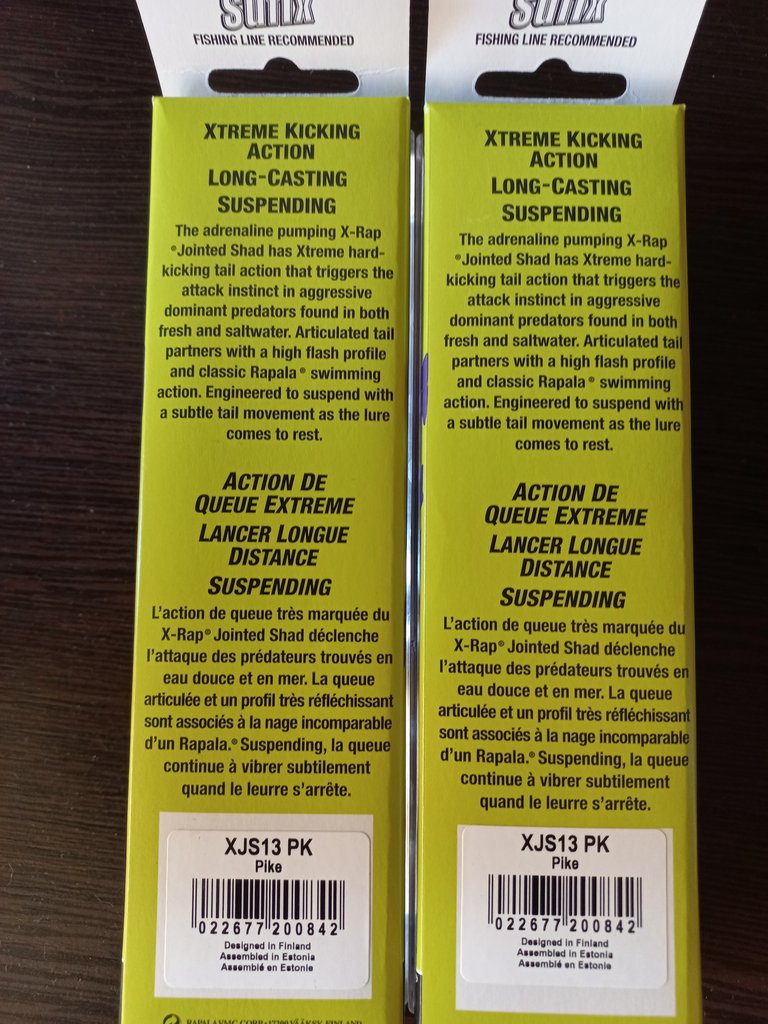 Sufix
FISHING LINE RECOMMENDED
XTREME KICKING
ACTION
LONG-CASTING
SUSPENDING
The adrenaline pumping X-Rap
®Jointed Shad has Xtreme hard-
kicking tail action that triggers the
attack instinct in aggressive
dominant predators found in both
fresh and saltwater. Articulated tail
partners with a high flash profile
and classic Rapala® swimming
action. Engineered to suspend with
a subtle tail movement as the lure
comes to rest.
ACTION DE
QUEUE EXTREME
LANCER LONGUE
DISTANCE
SUSPENDING
L'action de queue très marquée du
X-Rap® Jointed Shad déclenche
l'attaque des prédateurs trouvés en
eau douce et en mer. La queue
articulée et un profil très réfléchissant
sont associés à la nage incomparable
d'un Rapala.® Suspending, la queue
continue à vibrer subtilement
quand le leurre s'arrête.
XJS13 PK
Pike
022677 200842
Designed in Finland
Assembled in Estonia
Assemblé en Estonie
RAPALA VMC CORP · 17200 VÄÄKSY, FINLAND
Sufix
FISHING LINE RECOMMENDED
XTREME KICKING
ACTION
LONG-CASTING
SUSPENDING
The adrenaline pumping X-Rap
®Jointed Shad has Xtreme hard-
kicking tail action that triggers the
attack instinct in aggressive
dominant predators found in both
fresh and saltwater. Articulated tail
partners with a high flash profile
and classic Rapala® swimming
action. Engineered to suspend with
a subtle tail movement as the lure
comes to rest.
ACTION DE
QUEUE EXTREME
LANCER LONGUE
DISTANCE
SUSPENDING
L'action de queue très marquée du
X-Rap® Jointed Shad déclenche
l'attaque des prédateurs trouvés en
eau douce et en mer. La queue
articulée et un profil très réfléchissant
sont associés à la nage incomparable
d'un Rapala.® Suspending, la queue
continue à vibrer subtilement
quand le leurre s'arrête.
XJS13 PK
Pike
022677 200842
Designed in Finland
Assembled in Estonia
Assemblé en Estonie